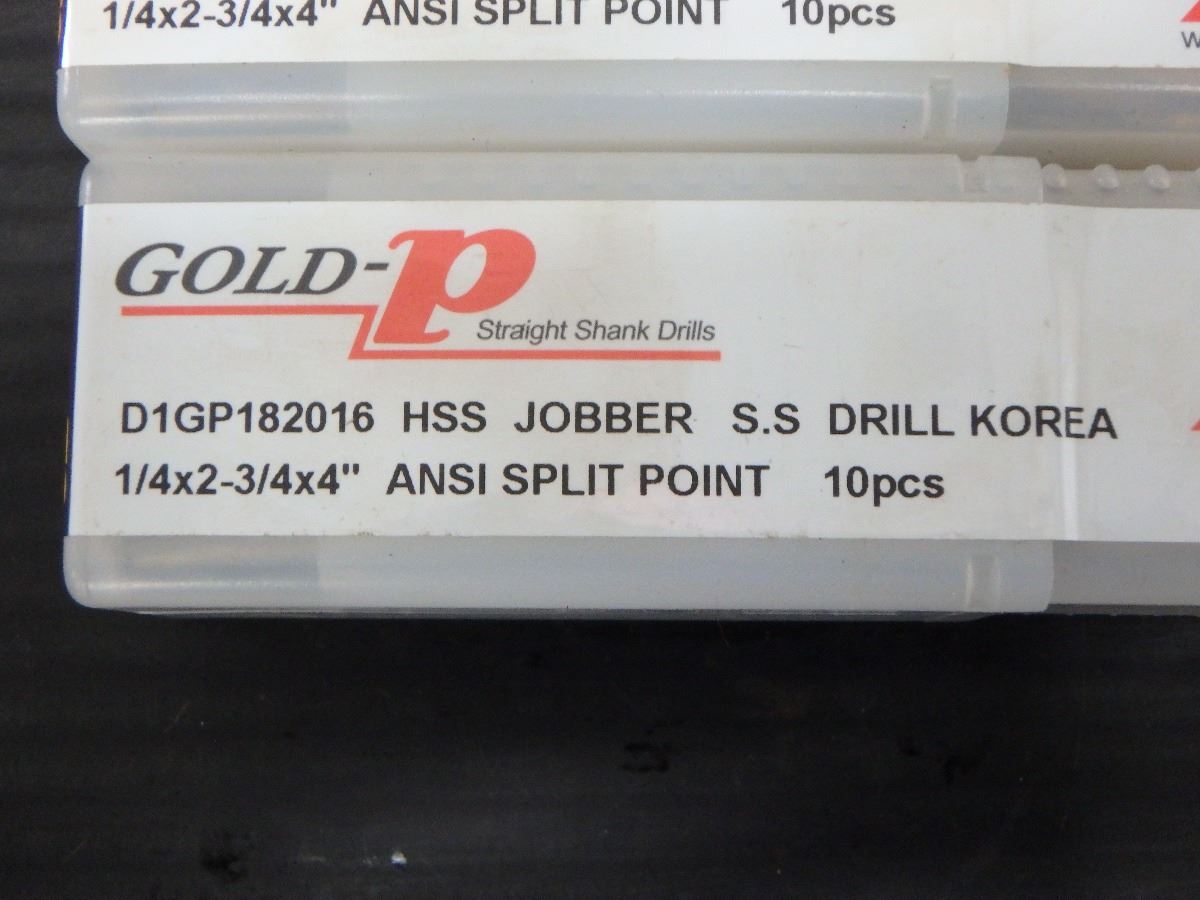 1/4x2-3/4x4" ANSI SPLIT POINT 10pcs
GOLD-P
Straight Shank Drills
D1GP182016 HSS JOBBER S.S DRILL KOREA
1/4x2-3/4x4" ANSI SPLIT POINT 10pcs